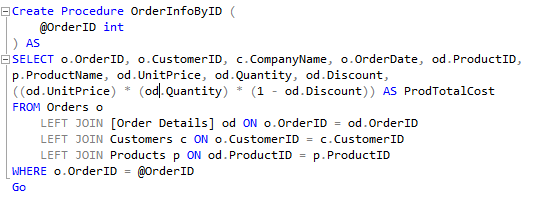 Create Procedure OrderInfoByID (
@OrderID int
) AS
SELECT o.OrderID, o.CustomerID, c.CompanyName, o.OrderDate, od.ProductID,
p.ProductName, od.UnitPrice, od.Quantity, od.Discount,
((od.UnitPrice) * (od.Quantity) * (1 - od.Discount)) AS ProdTotalCost
FROM Orders o
LEFT JOIN [Order Details] od ON o.OrderID = od.OrderID
LEFT JOIN Customers c ON o.CustomerID = c.CustomerID
LEFT JOIN Products p ON od.ProductID = p.ProductID
WHERE o.OrderID = @OrderID
Go